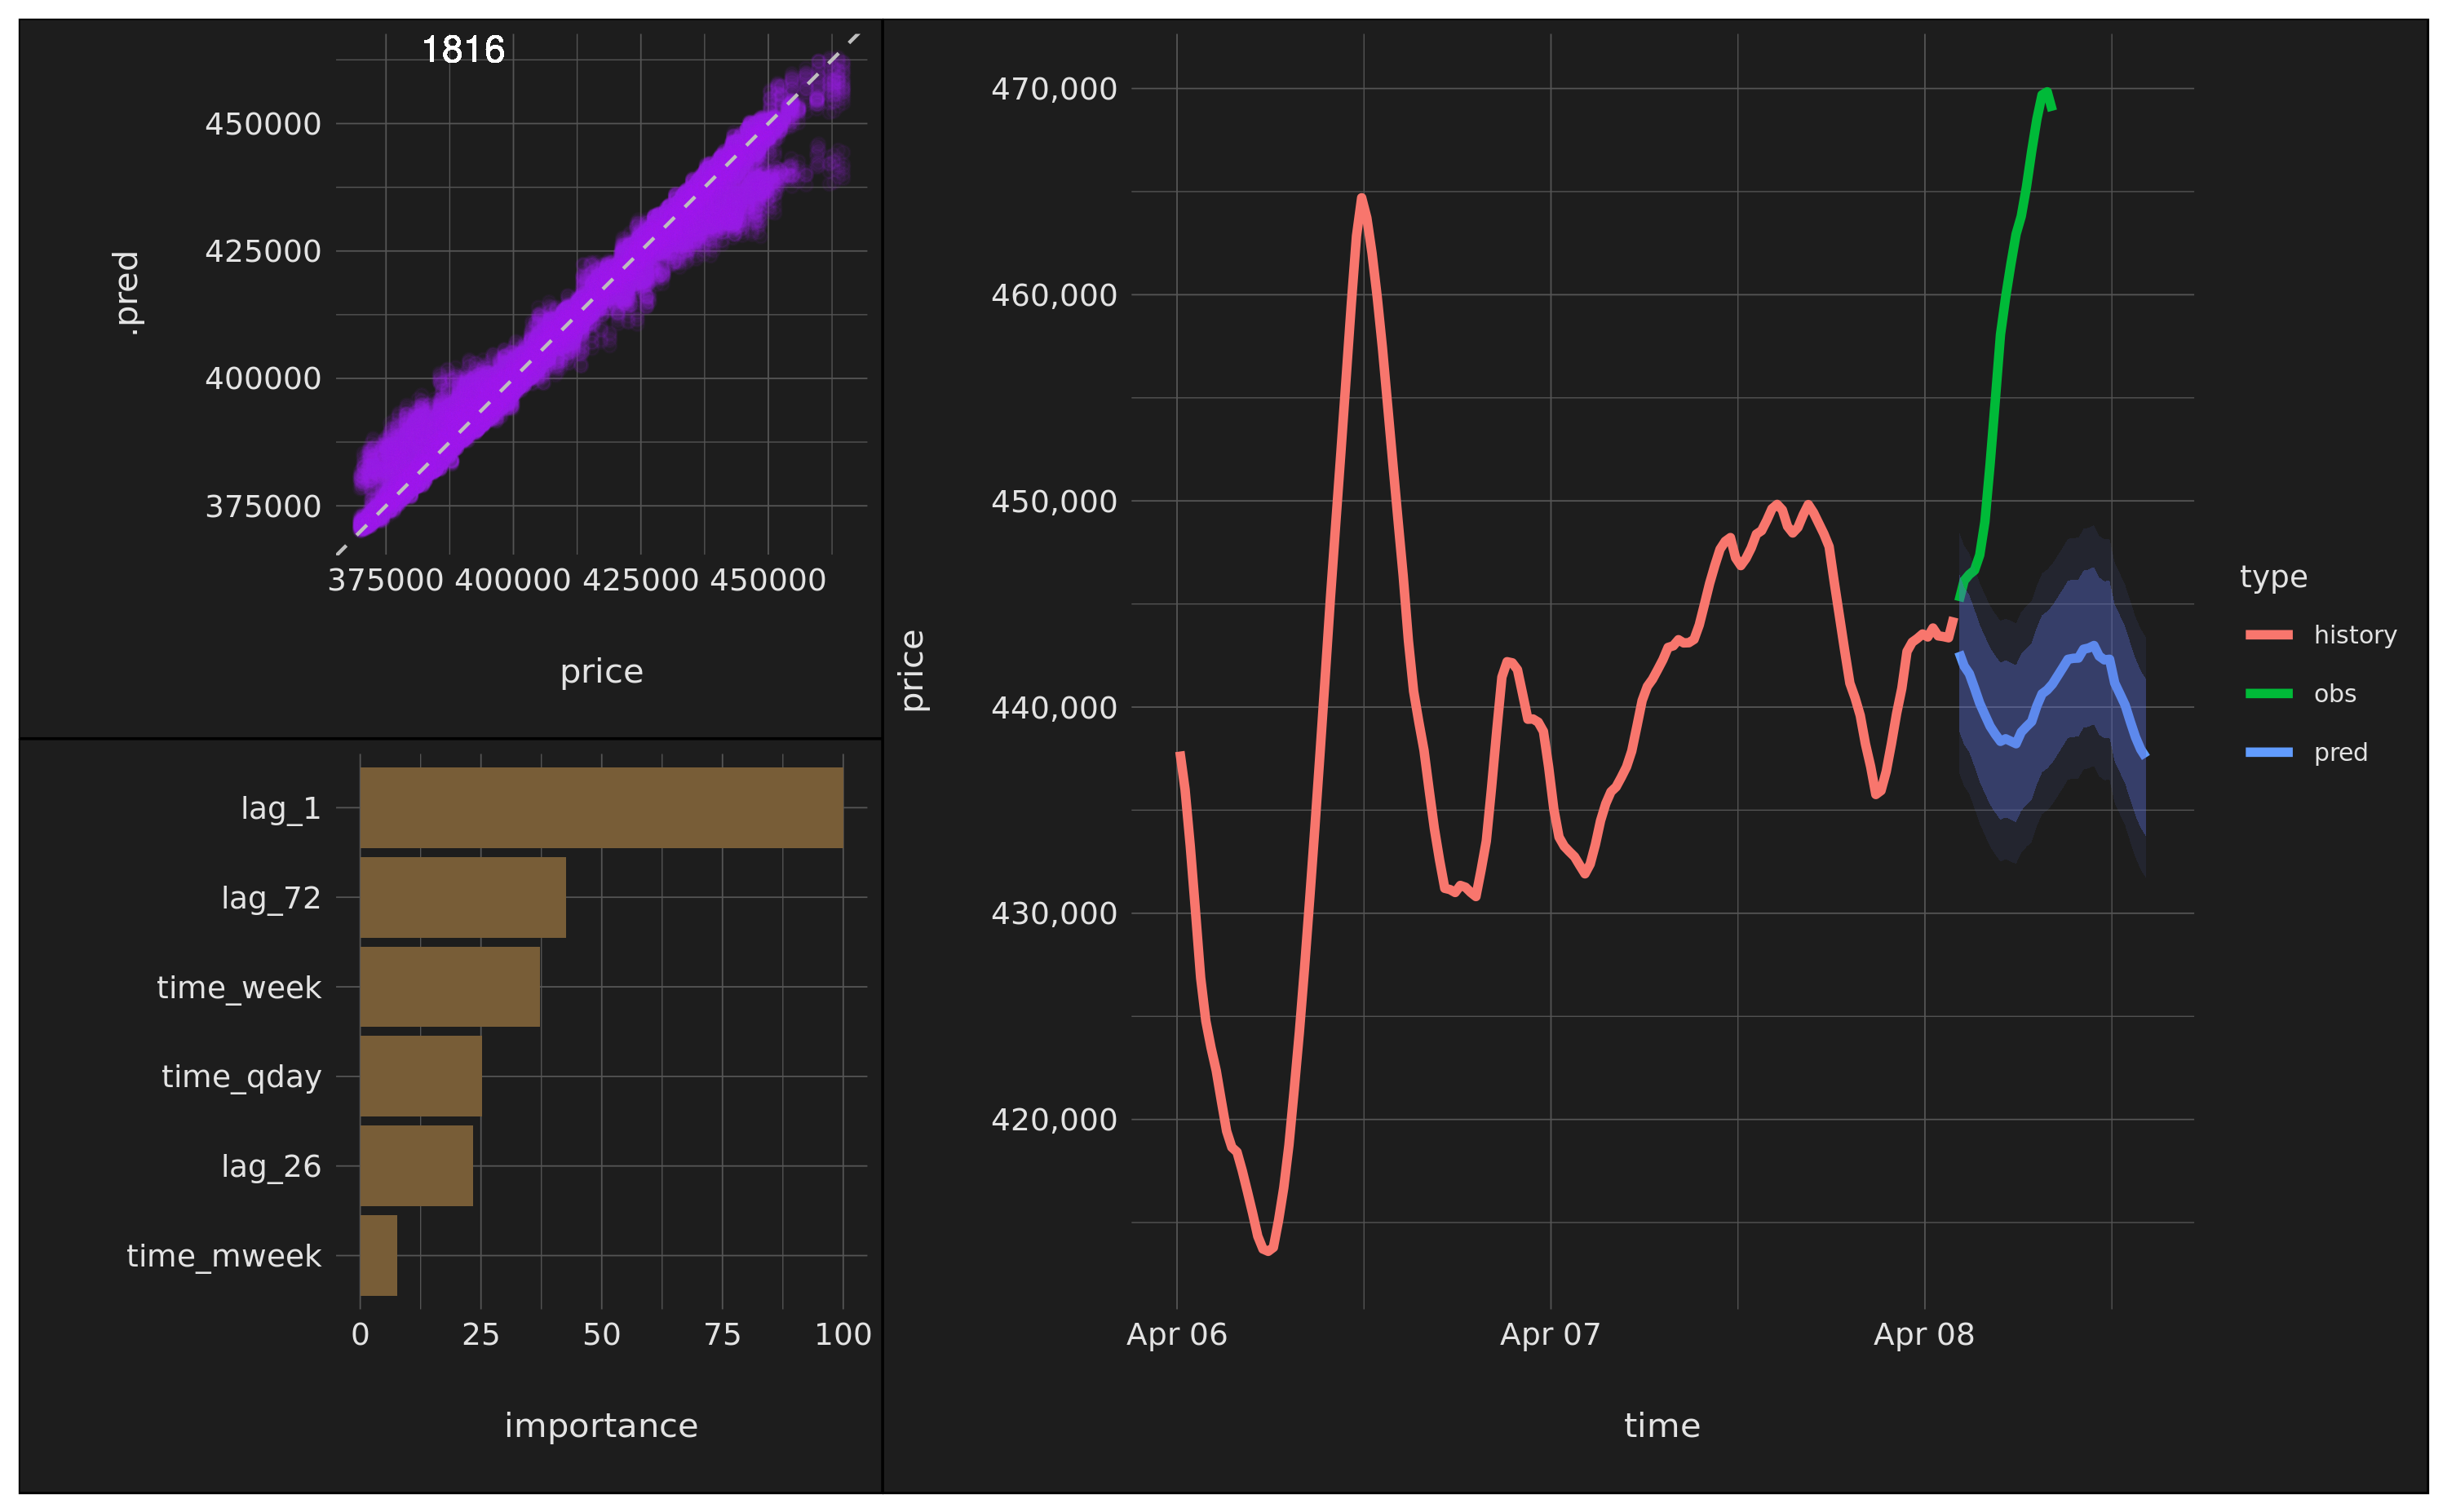 1816
450000
425000
400000
375000
.pred
375000 400000 425000 450000
price
lag_1
lag_72
time_week
time_qday
lag_26
time_mweek
0 25 50 75 100
importance
470,000
460,000
450,000
440,000
430,000
420,000
price
Apr 06 Apr 07 Apr 08
time
type
history
obs
pred